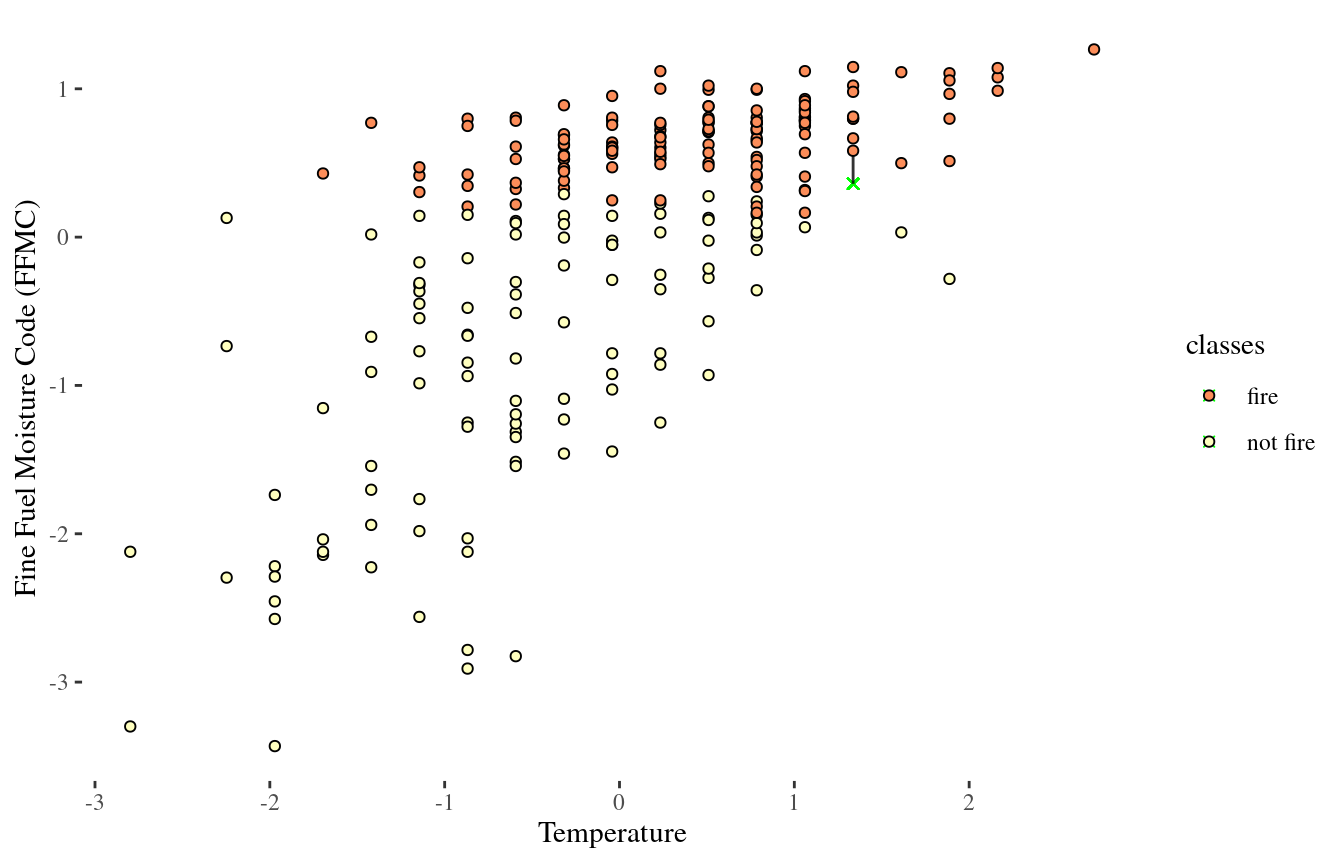 Fine Fuel Moisture Code (FFMC)
1
0
-1
-2
-3
-3
-2
-1
0
1
2
Temperature
classes
fire
not fire